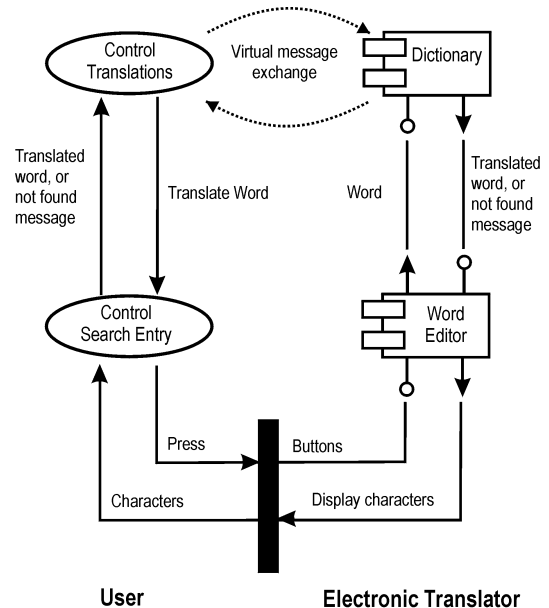 Control
Translations
Virtual message
exchange
Dictionary
Translated
word, or
not found
message
Translate Word
Word
Translated
word, or
not found
message
Control
Search Entry
Word
Editor
Press
Buttons
Characters
Display characters
User
Electronic Translator